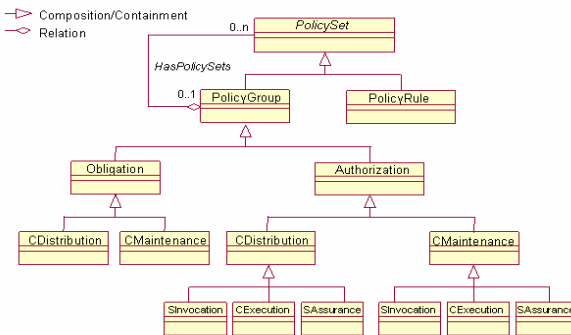 Composition/Containment
Relation
PolicySet
0..n
HasPolicySets
0..1
PolicyGroup
PolicyRule
Obligation
Authorization
CDistribution
CMaintenance
CDistribution
CMaintenance
SInvocation
CExecution
SAssurance
SInvocation
CExecution
SAssurance